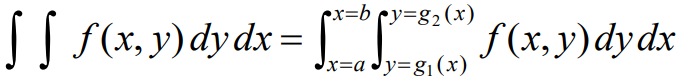 ∫∫ f(x, y) dy dx = ∫_{x=a}^{x=b} ∫_{y=g₁(x)}^{y=g₂(x)} f(x, y) dy dx